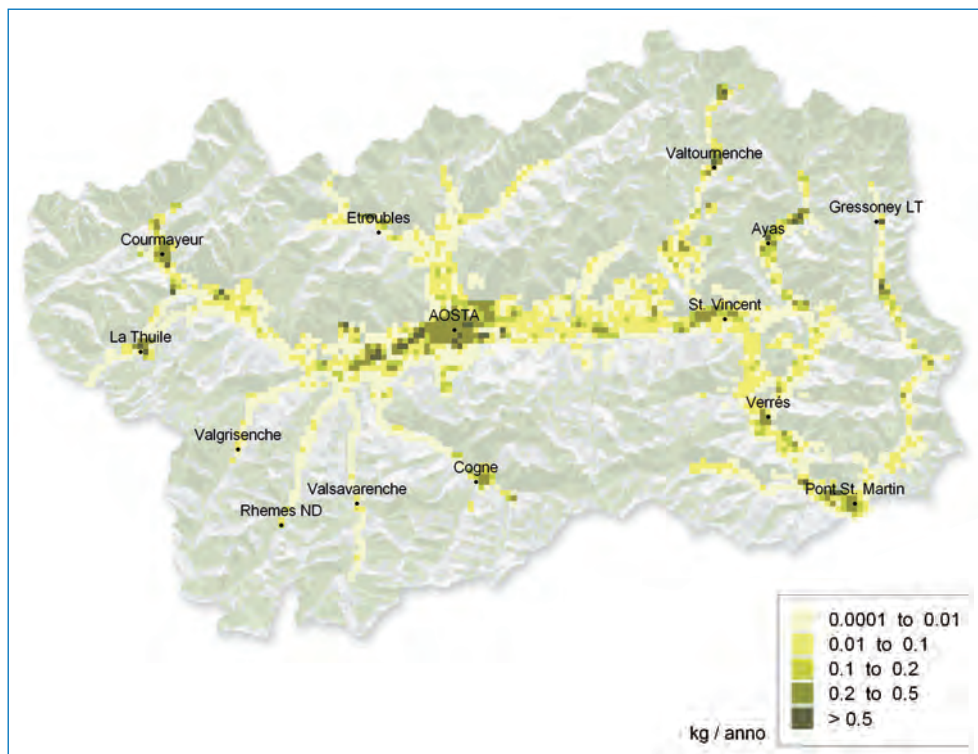 Valtournenche
Gressoney LT
Etroubles
Ayas
Courmayeur
St. Vincent
AOSTA
La Thuile
Verrés
Valgrisenche
Cogne
Valsavarenche
Pont St. Martin
Rhemes ND
0.0001 to 0.01
0.01 to 0.1
0.1 to 0.2
0.2 to 0.5
> 0.5
kg / anno